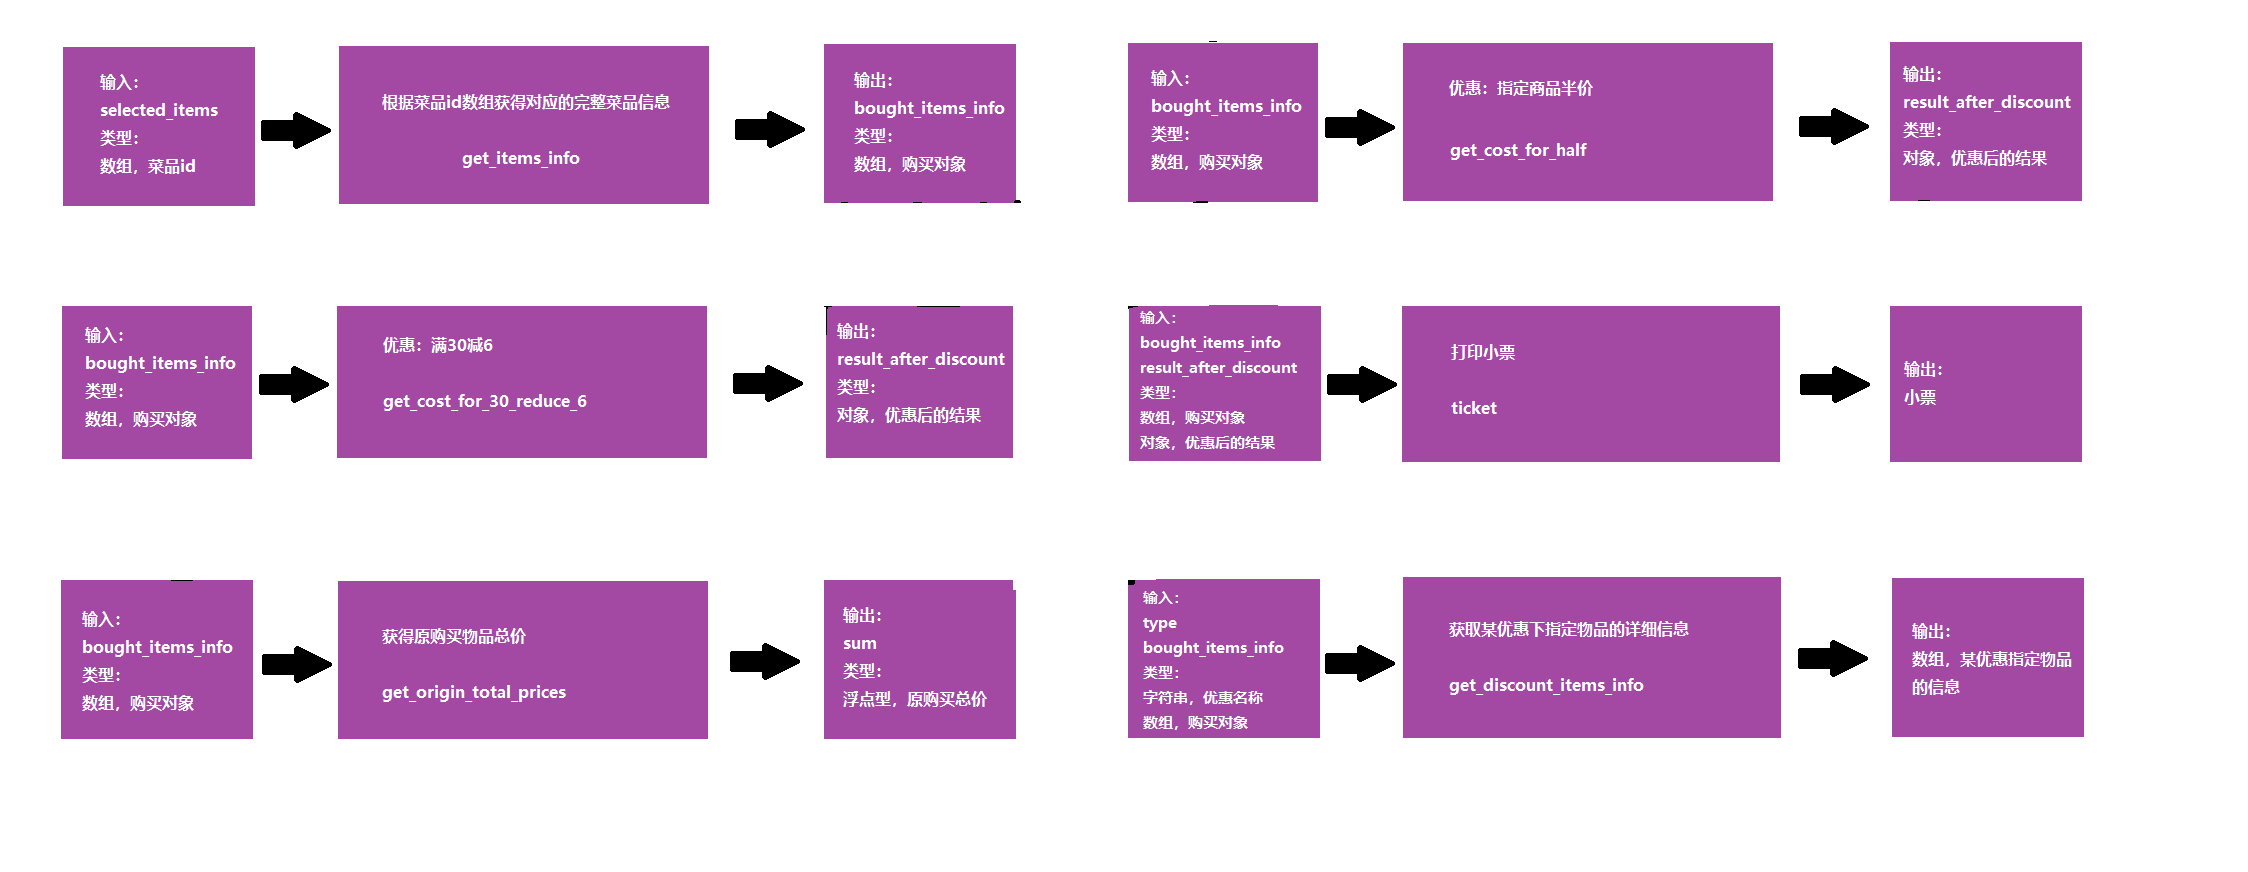 输入：
selected_items
类型：
数组，菜品id
根据菜品id数组获得对应的完整菜品信息
get_items_info
输出：
bought_items_info
类型：
数组，购买对象
输入：
bought_items_info
类型：
数组，购买对象
优惠：指定商品半价
get_cost_for_half
输出：
result_after_discount
类型：
对象，优惠后的结果
输入：
bought_items_info
类型：
数组，购买对象
优惠：满30减6
get_cost_for_30_reduce_6
输出：
result_after_discount
类型：
对象，优惠后的结果
输入：
bought_items_info
result_after_discount
类型：
数组，购买对象
对象，优惠后的结果
打印小票
ticket
输出：
小票
输入：
bought_items_info
类型：
数组，购买对象
获得原购买物品总价
get_origin_total_prices
输出：
sum
类型：
浮点型，原购买总价
输入：
type
bought_items_info
类型：
字符串，优惠名称
数组，购买对象
获取某优惠下指定物品的详细信息
get_discount_items_info
输出：
数组，某优惠指定物品
的信息